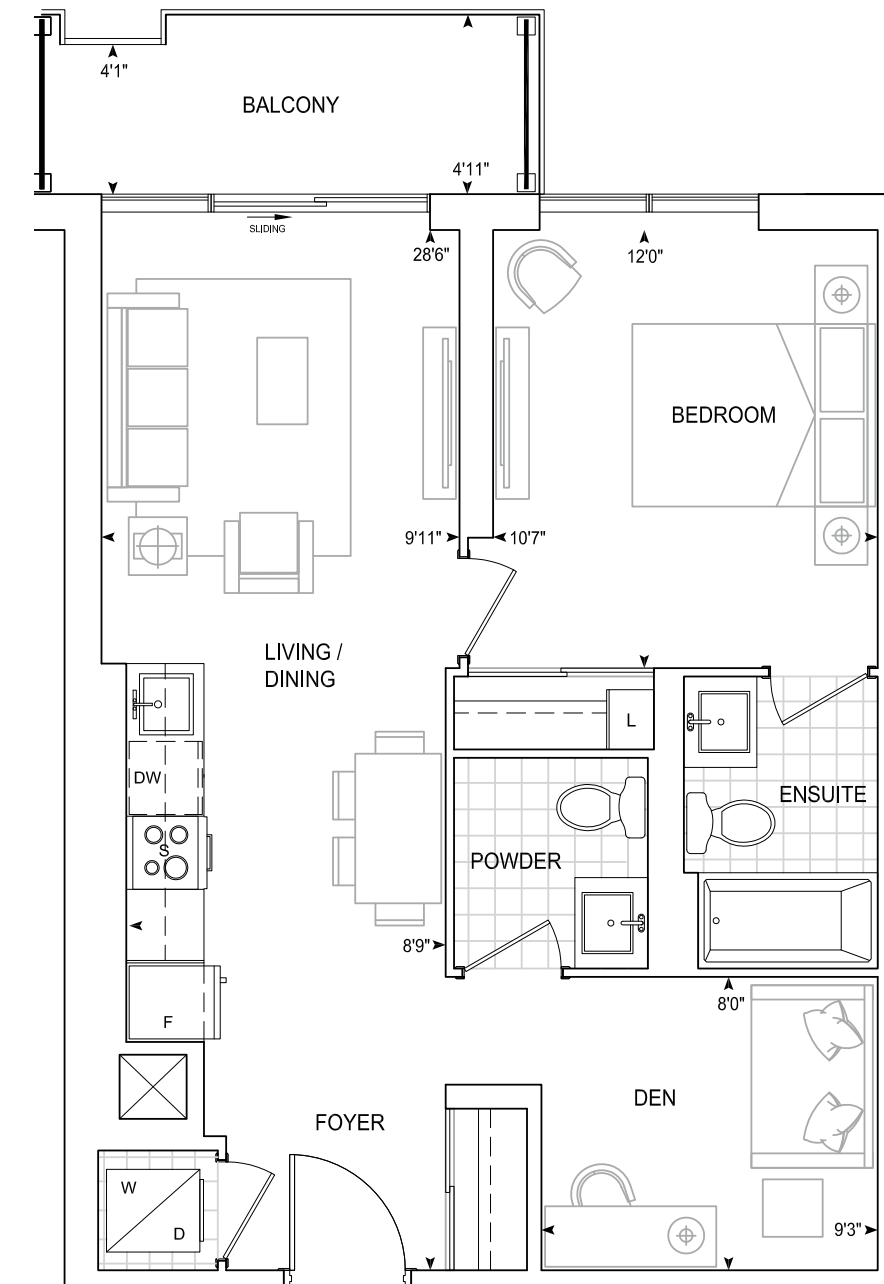 4'1"
BALCONY
4'11"
SLIDING
28'6"
12'0"
BEDROOM
9'11"
10'7"
LIVING /
DINING
L
DW
ENSUITE
S
POWDER
8'9"
8'0"
F
DEN
FOYER
W
D
9'3"